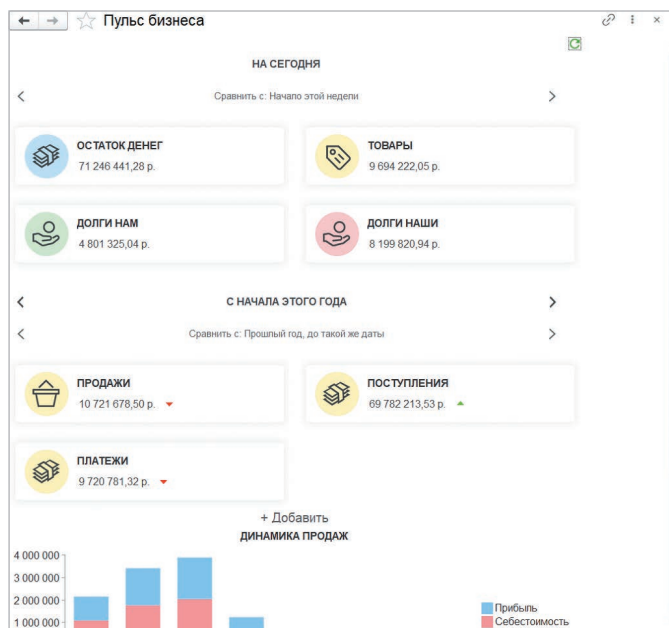 Пульс бизнеса
НА СЕГОДНЯ
Сравнить с: Начало этой недели
ОСТАТОК ДЕНЕГ
71 246 441,28 р.
ТОВАРЫ
9 694 222,05 р.
ДОЛГИ НАМ
4 801 325,04 р.
ДОЛГИ НАШИ
8 199 820,94 р.
С НАЧАЛА ЭТОГО ГОДА
Сравнить с: Прошлый год, до такой же даты
ПРОДАЖИ
10 721 678,50 р.
ПОСТУПЛЕНИЯ
69 782 213,53 р.
ПЛАТЕЖИ
9 720 781,32 р.
+ Добавить
ДИНАМИКА ПРОДАЖ
4 000 000
3 000 000
2 000 000
1 000 000
Прибыль
Себестоимость